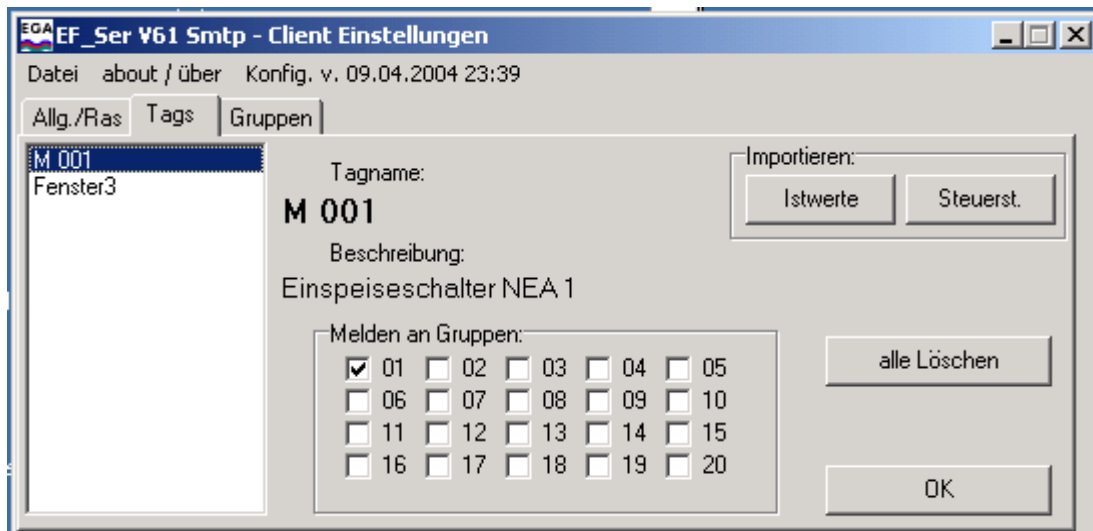 EGA EF_Ser V61 Smtp - Client Einstellungen
Datei about / über Konfig. v. 09.04.2004 23:39
Allg./Ras Tags Gruppen
M 001
Fenster3
Tagname:
M 001
Beschreibung:
Einspeiseschalter NEA 1
Importieren:
Istwerte Steuerst.
Melden an Gruppen:
01 02 03 04 05
06 07 08 09 10
11 12 13 14 15
16 17 18 19 20
alle Löschen
OK